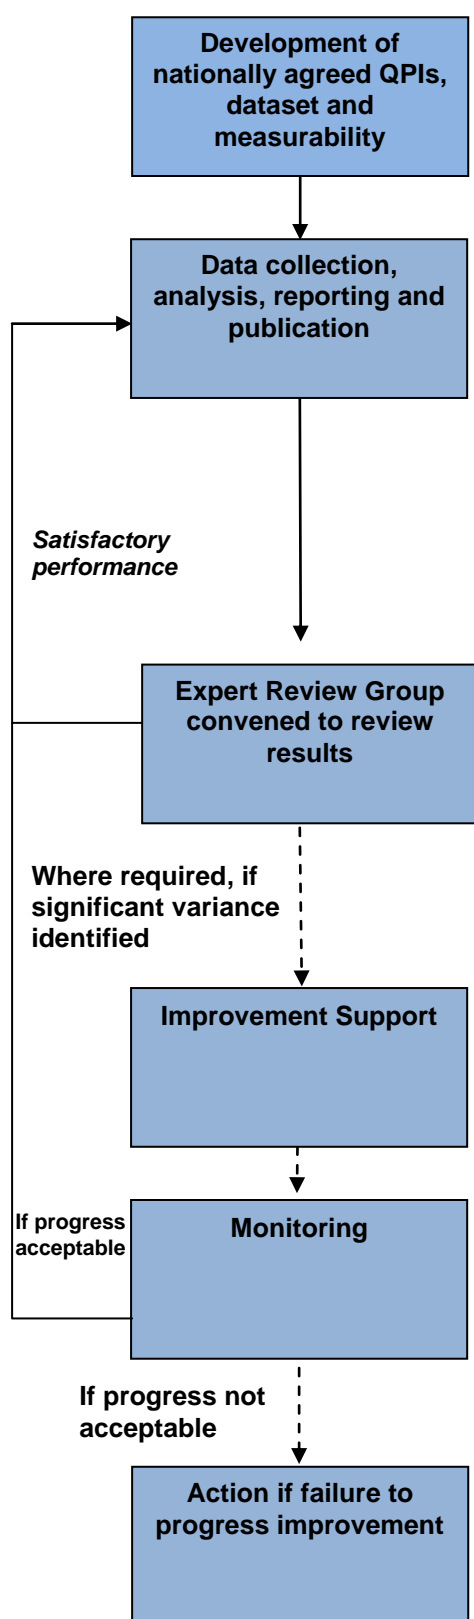 Development of
nationally agreed QPIs,
dataset and
measurability
Data collection,
analysis, reporting and
publication
Satisfactory
performance
Expert Review Group
convened to review
results
Where required, if
significant variance
identified
Improvement Support
If progress
acceptable
Monitoring
If progress not
acceptable
Action if failure to
progress improvement